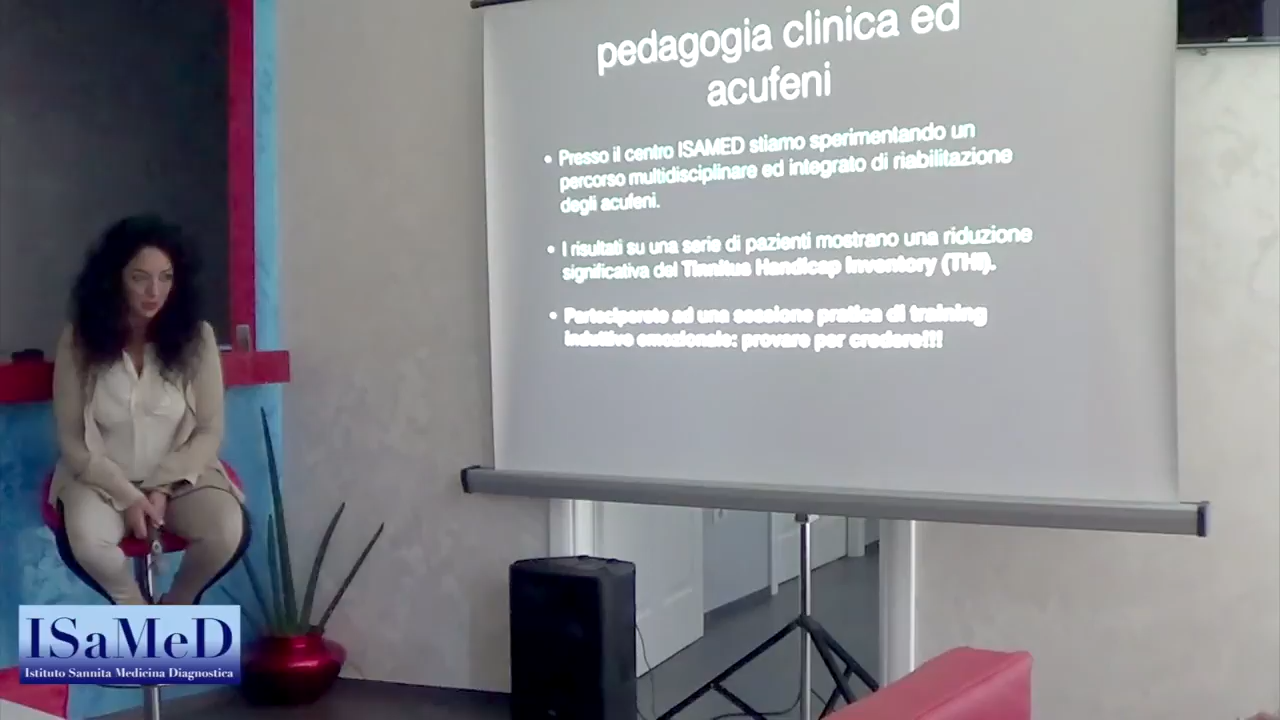 pedagogia clinica ed
acufeni
• Presso il centro ISAMED stiamo sperimentando un
percorso multidisciplinare ed integrato di riabilitazione
degli acufeni.
• I risultati su una serie di pazienti mostrano una riduzione
significativa del Tinnitus Handicap Inventory (THI).
• Parteciperete ad una sessione pratica di training
induttivo emozionale: provare per credere!!!
ISaMeD
Istituto Sannita Medicina Diagnostica